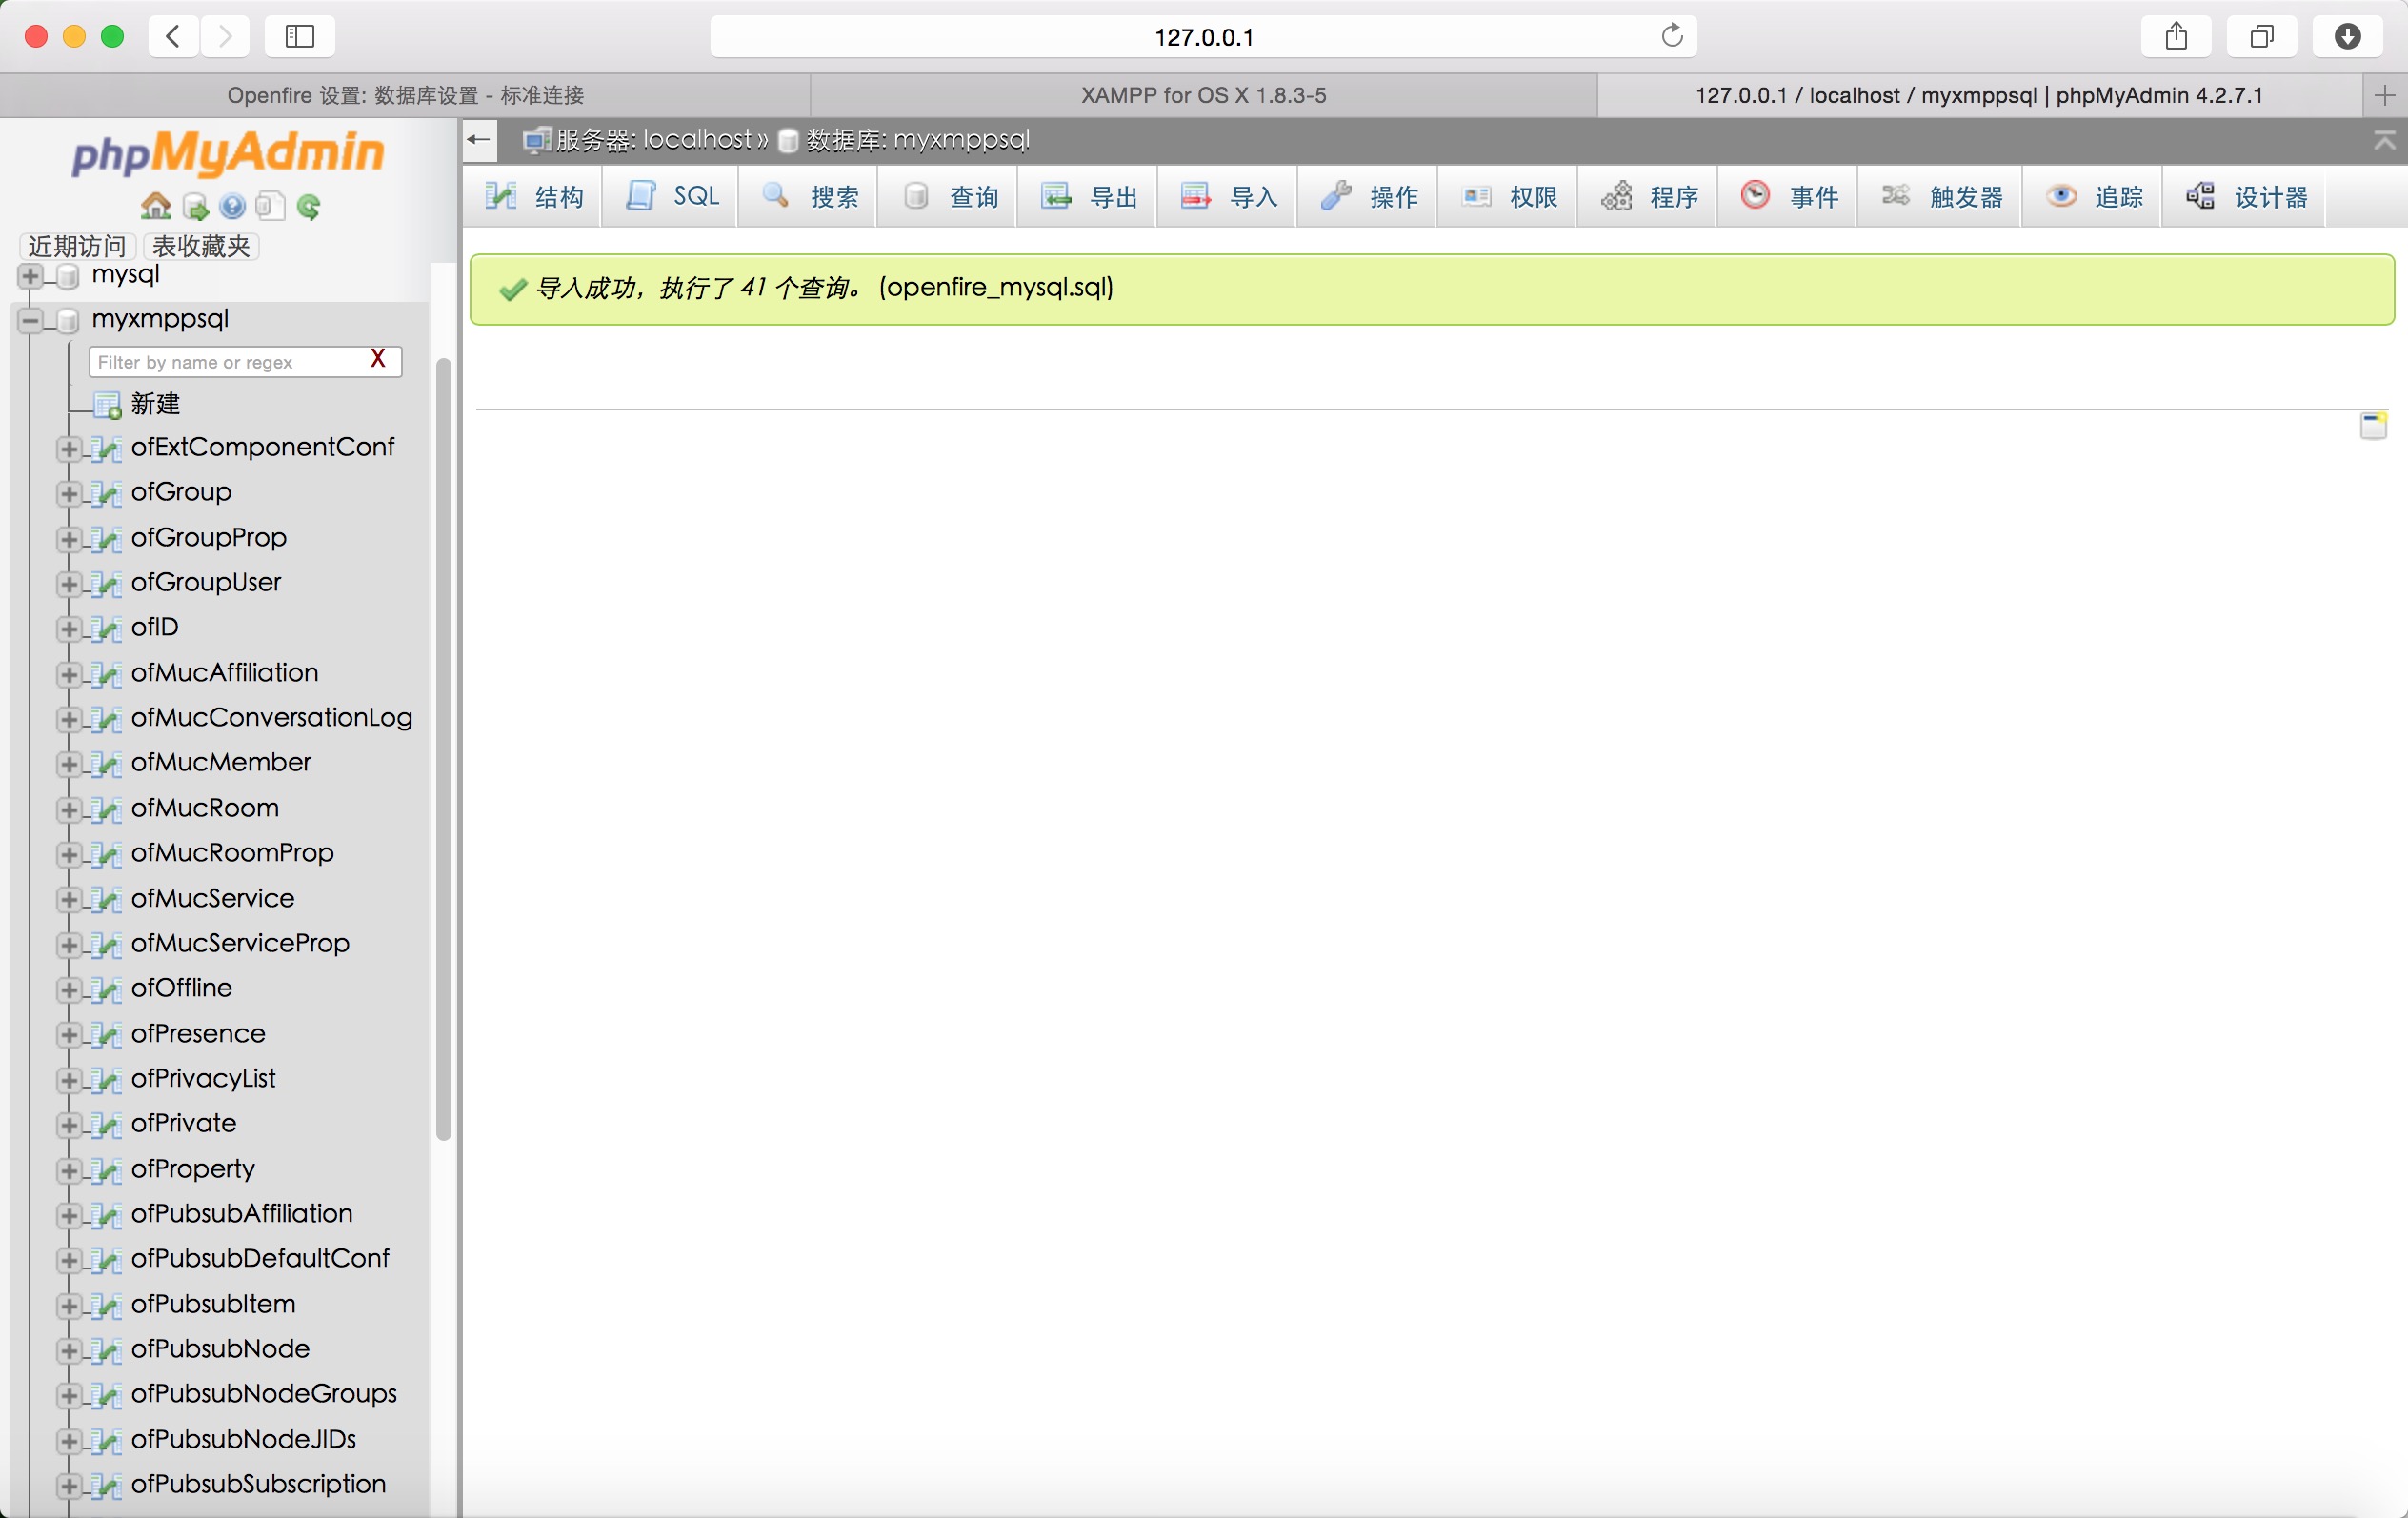 127.0.0.1
Openfire 设置: 数据库设置 - 标准连接
XAMPP for OS X 1.8.3-5
127.0.0.1 / localhost / myxmppsql | phpMyAdmin 4.2.7.1
phpMyAdmin
近期访问 表收藏夹
mysql
myxmppsql
Filter by name or regex X
新建
ofExtComponentConf
ofGroup
ofGroupProp
ofGroupUser
ofID
ofMucAffiliation
ofMucConversationLog
ofMucMember
ofMucRoom
ofMucRoomProp
ofMucService
ofMucServiceProp
ofOffline
ofPresence
ofPrivacyList
ofPrivate
ofProperty
ofPubsubAffiliation
ofPubsubDefaultConf
ofPubsubItem
ofPubsubNode
ofPubsubNodeGroups
ofPubsubNodeJIDs
ofPubsubSubscription
服务器: localhost » 数据库: myxmppsql
结构 SQL 搜索 查询 导出 导入 操作 权限 程序 事件 触发器 追踪 设计器
导入成功，执行了 41 个查询。 (openfire_mysql.sql)